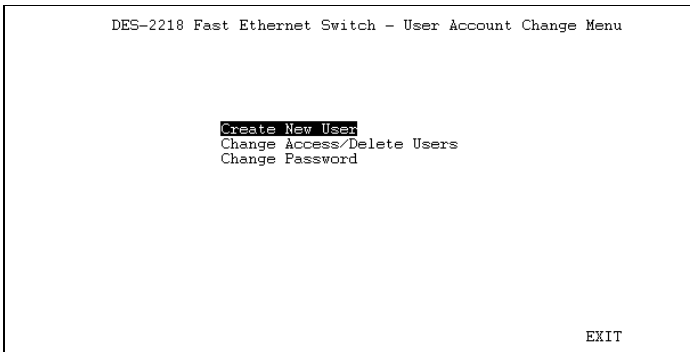 DES-2218 Fast Ethernet Switch - User Account Change Menu
Create New User
Change Access/Delete Users
Change Password
EXIT